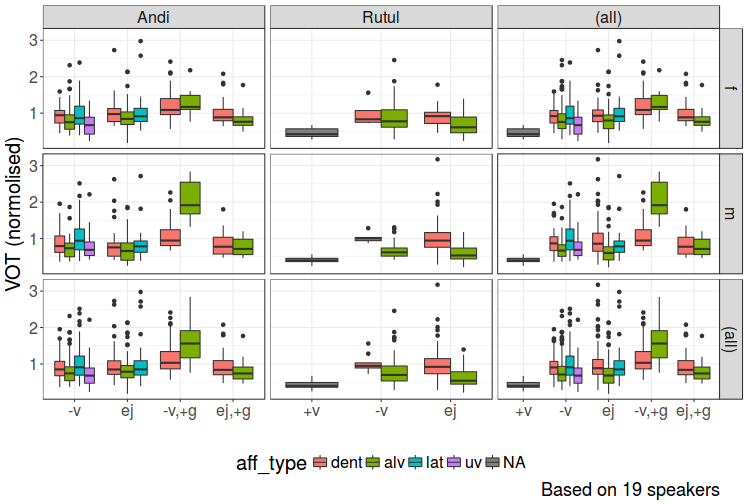 Andi Rutul (all)
3
2
1
f
3
2
1
m
3
2
1
(all)
VOT (normolised)
-v ej -v,+g ej,+g +v -v ej +v -v ej -v,+g ej,+g
aff_type dent alv lat uv NA
Based on 19 speakers